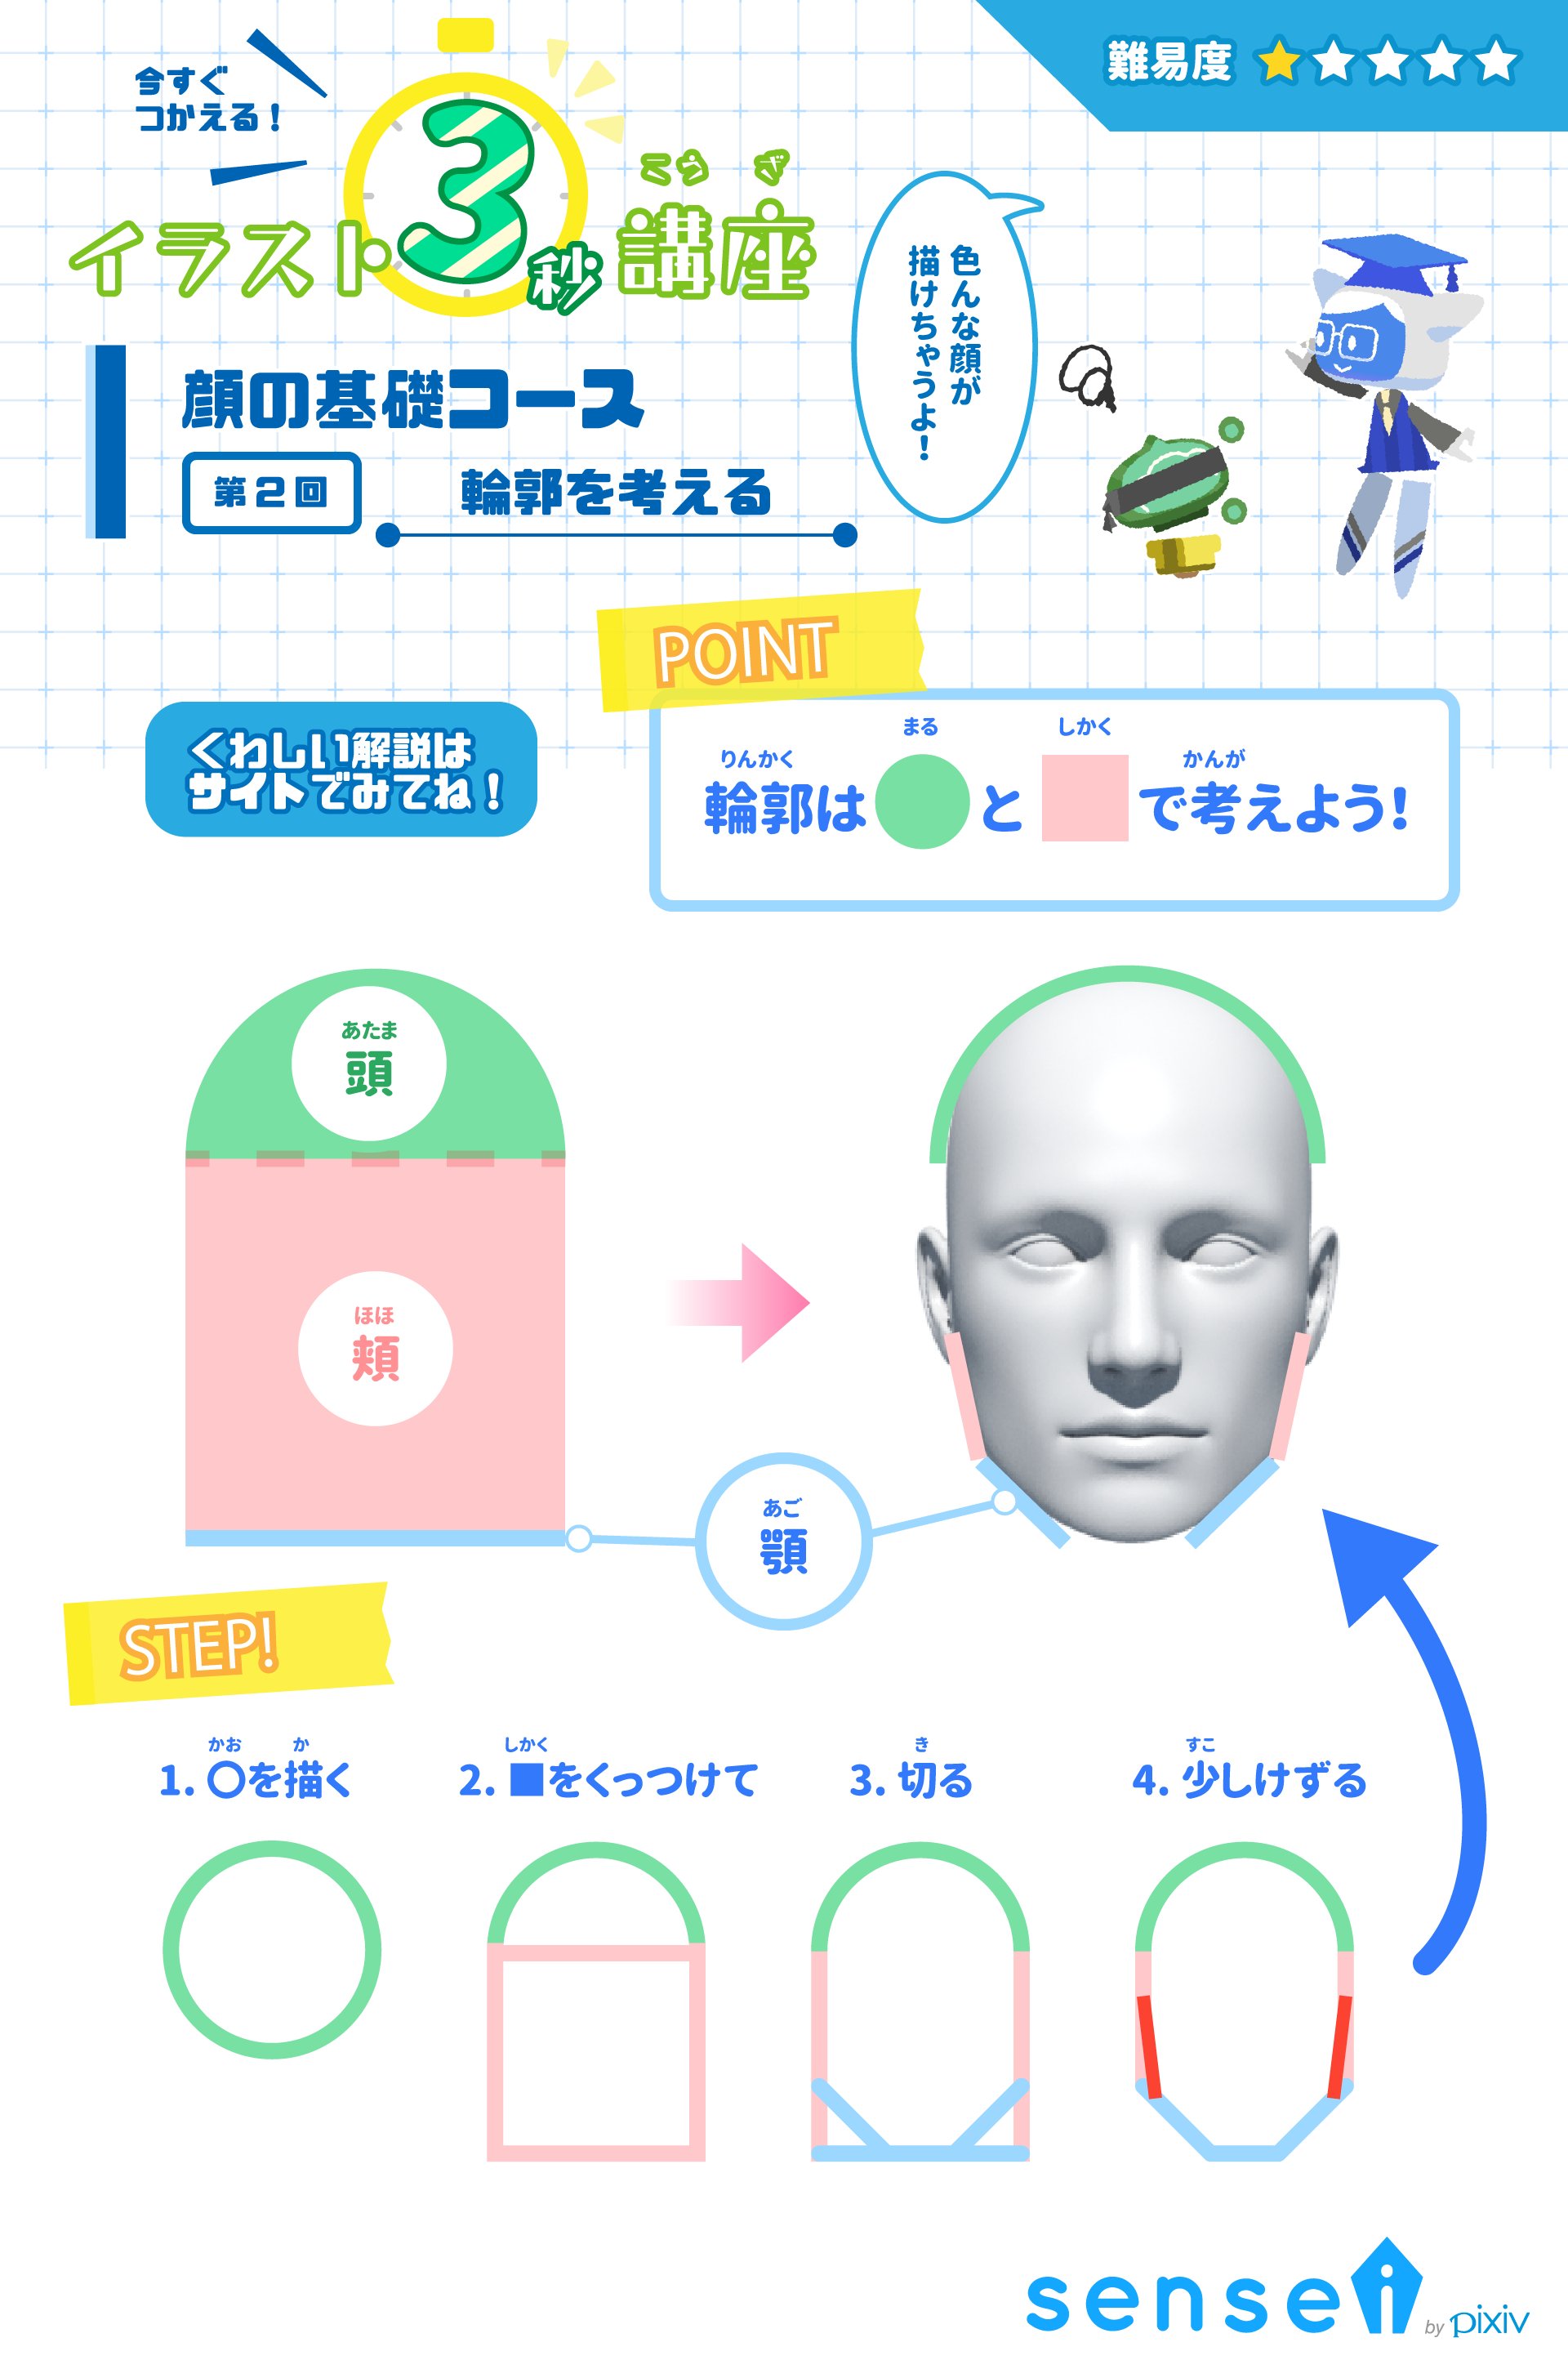 今すぐ
つかえる！
難易度
こうざ
イラスト3秒講座
色んな顔が
描けちゃうよ！
顔の基礎コース
第2回
輪郭を考える
POINT
くわしい解説は
サイトでみてね！
まる しかく
りんかく かんが
輪郭は と で考えよう！
あたま
頭
ほほ
頬
あご
顎
STEP!
かお か
1. ○を描く
しかく
2. ■をくっつけて
き
3. 切る
すこ
4. 少しけずる
sensei by pixiv